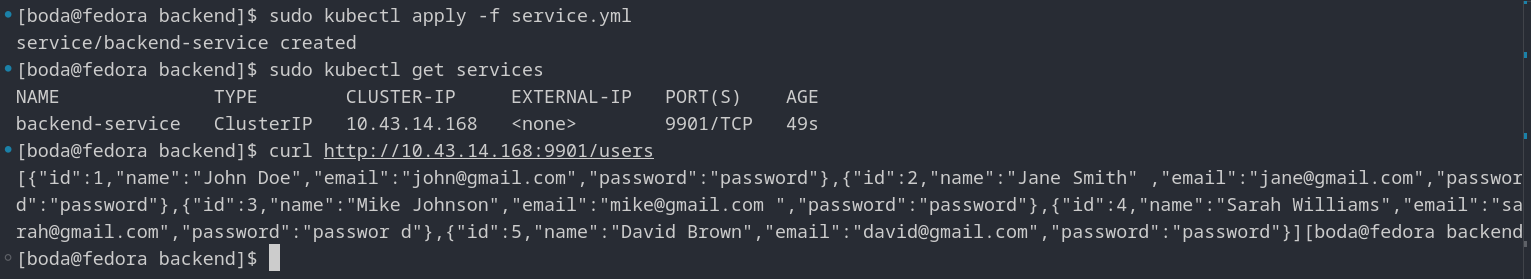 [boda@fedora backend]$ sudo kubectl apply -f service.yml
service/backend-service created
[boda@fedora backend]$ sudo kubectl get services
NAME              TYPE        CLUSTER-IP     EXTERNAL-IP   PORT(S)    AGE
backend-service   ClusterIP   10.43.14.168   <none>        9901/TCP   49s
[boda@fedora backend]$ curl http://10.43.14.168:9901/users
[{"id":1,"name":"John Doe","email":"john@gmail.com","password":"password"},{"id":2,"name":"Jane Smith" ,"email":"jane@gmail.com","passwor
d":"password"},{"id":3,"name":"Mike Johnson","email":"mike@gmail.com ","password":"password"},{"id":4,"name":"Sarah Williams","email":"sa
rah@gmail.com","password":"passwor d"},{"id":5,"name":"David Brown","email":"david@gmail.com","password":"password"}][boda@fedora backend
[boda@fedora backend]$